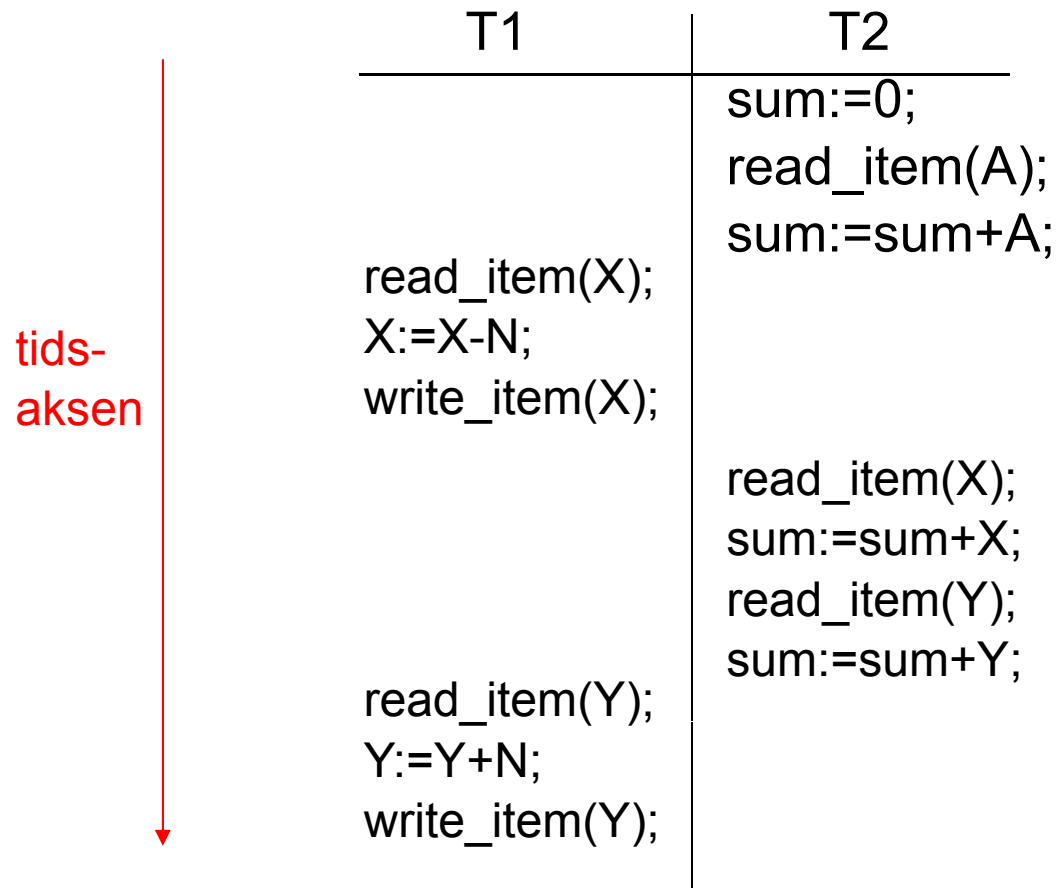 T1 T2
sum:=0;
read_item(A);
sum:=sum+A;
read_item(X);
X:=X-N;
write_item(X);
tids-
aksen
read_item(X);
sum:=sum+X;
read_item(Y);
sum:=sum+Y;
read_item(Y);
Y:=Y+N;
write_item(Y);